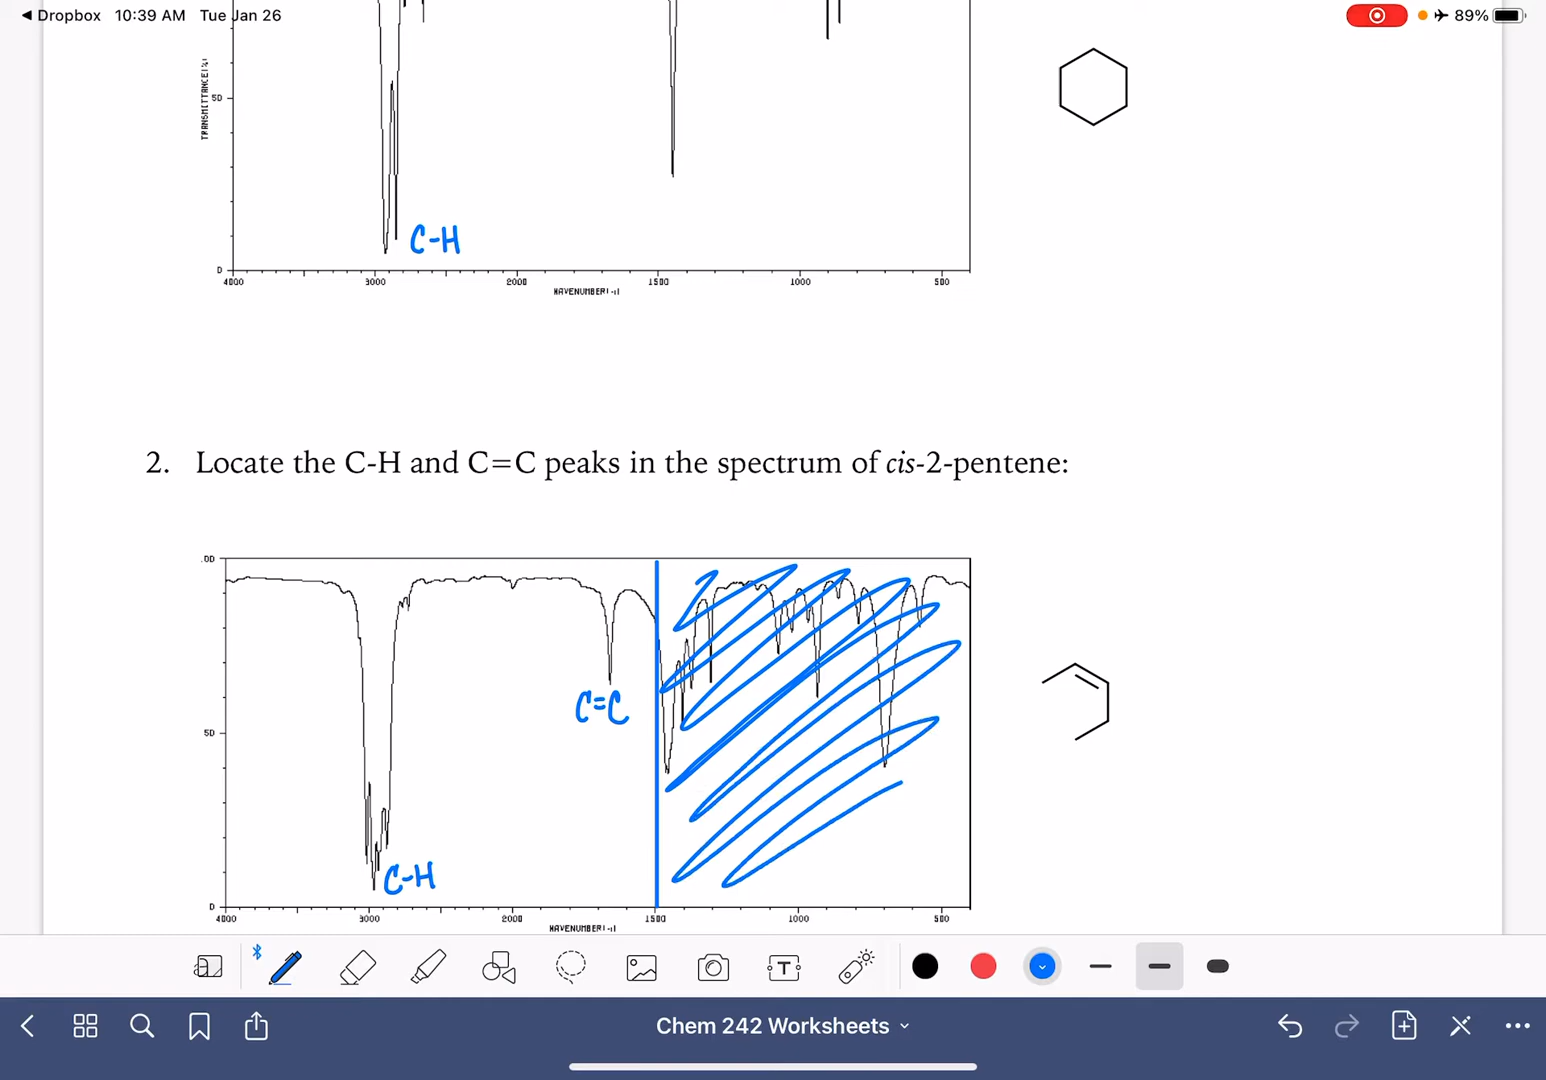 Dropbox 10:39 AM Tue Jan 26
89%
TRANSMITTANCE(%)
50
C-H
0
4000 3000 2000 1500 1000 500
WAVENUMBER(-1)
2. Locate the C-H and C=C peaks in the spectrum of cis-2-pentene:
00
C=C
50
C-H
0
4000 3000 2000 1500 1000 500
WAVENUMBER(-1)
T
Chem 242 Worksheets